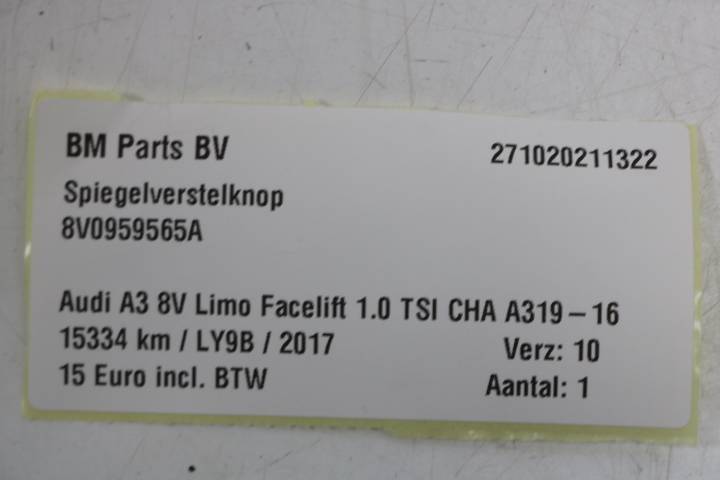 BM Parts BV 271020211322
Spiegelverstelknop
8V0959565A
Audi A3 8V Limo Facelift 1.0 TSI CHA A319-16
15334 km / LY9B / 2017 Verz: 10
15 Euro incl. BTW Aantal: 1